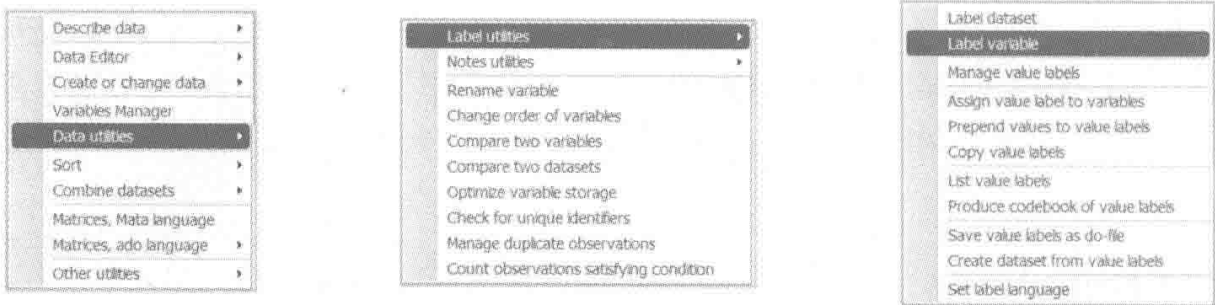 Describe data
Data Editor
Create or change data
Variables Manager
Data utilities
Sort
Combine datasets
Matrices, Mata language
Matrices, ado language
Other utilities
Label utilities
Notes utilities
Rename variable
Change order of variables
Compare two variables
Compare two datasets
Optimize variable storage
Check for unique identifiers
Manage duplicate observations
Count observations satisfying condition
Label dataset
Label variable
Manage value labels
Assign value label to variables
Prepend values to value labels
Copy value labels
List value labels
Produce codebook of value labels
Save value labels as do-file
Create dataset from value labels
Set label language